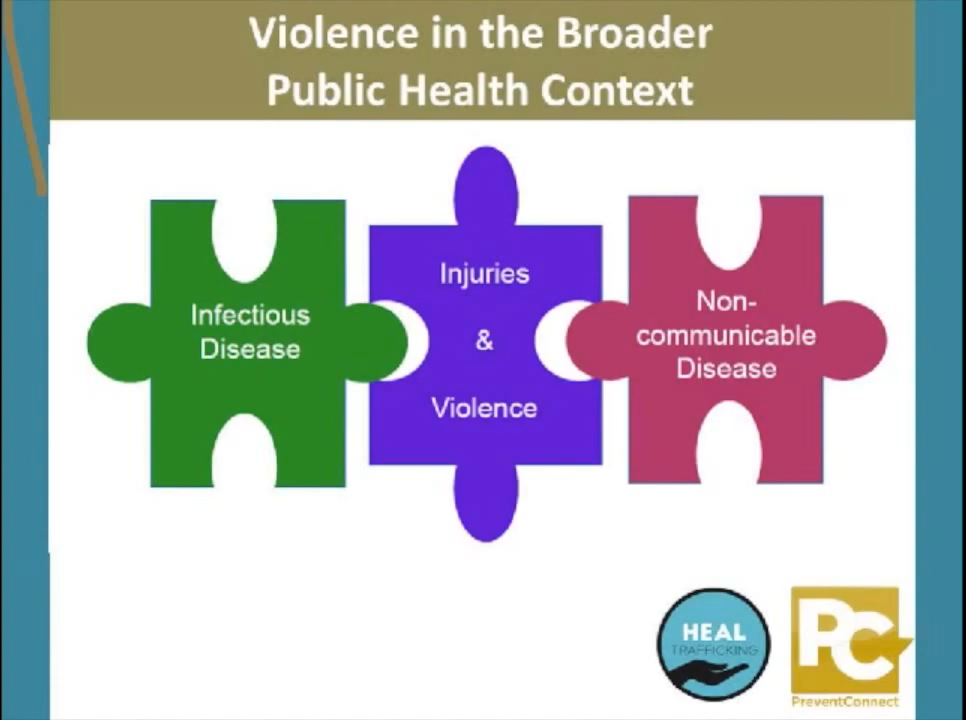 Violence in the Broader
Public Health Context
Infectious
Disease
Injuries
&
Violence
Non-
communicable
Disease
HEAL
TRAFFICKING
PC
PreventConnect